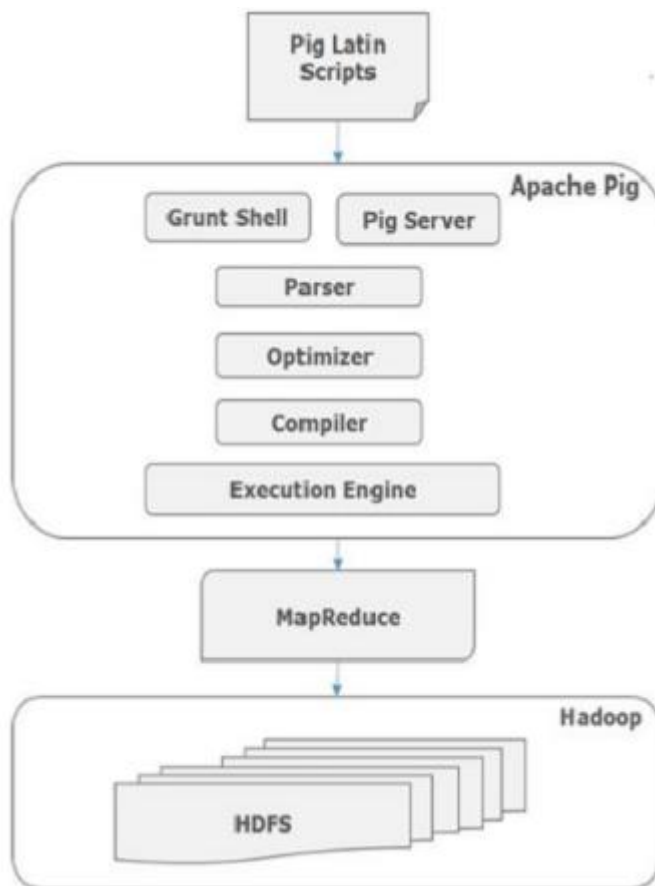 Pig Latin
Scripts
Apache Pig
Grunt Shell
Pig Server
Parser
Optimizer
Compiler
Execution Engine
MapReduce
Hadoop
HDFS